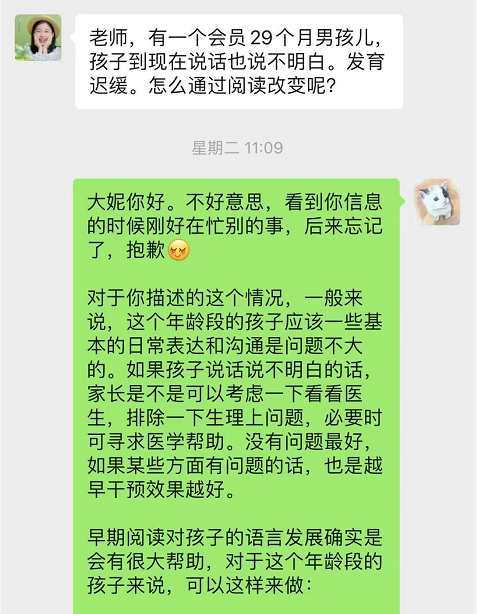 老师，有一个会员29个月男孩儿，
孩子到现在说话也说不明白。发育
迟缓。怎么通过阅读改变呢？
星期二 11:09
大妮你好。不好意思，看到你信息
的时候刚好在忙别的事，后来忘记
了，抱歉
对于你描述的这个情况，一般来
说，这个年龄段的孩子应该一些基
本的日常表达和沟通是问题不大
的。如果孩子说话说不明白的话，
家长是不是可以考虑一下看看医
生，排除一下生理上问题，必要时
可寻求医学帮助。没有问题最好，
如果某些方面有问题的话，也是越
早干预效果越好。
早期阅读对孩子的语言发展确实是
会有很大帮助，对于这个年龄段的
孩子来说，可以这样来做：